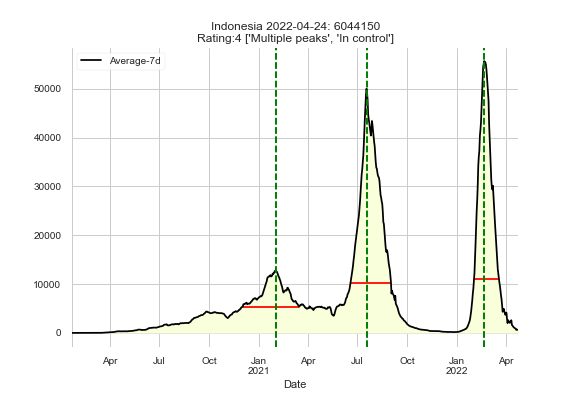 Indonesia 2022-04-24: 6044150
Rating:4 ['Multiple peaks', 'In control']
Average-7d
50000
40000
30000
20000
10000
0
Apr Jul Oct Jan Apr Jul Oct Jan Apr
2021 2022
Date